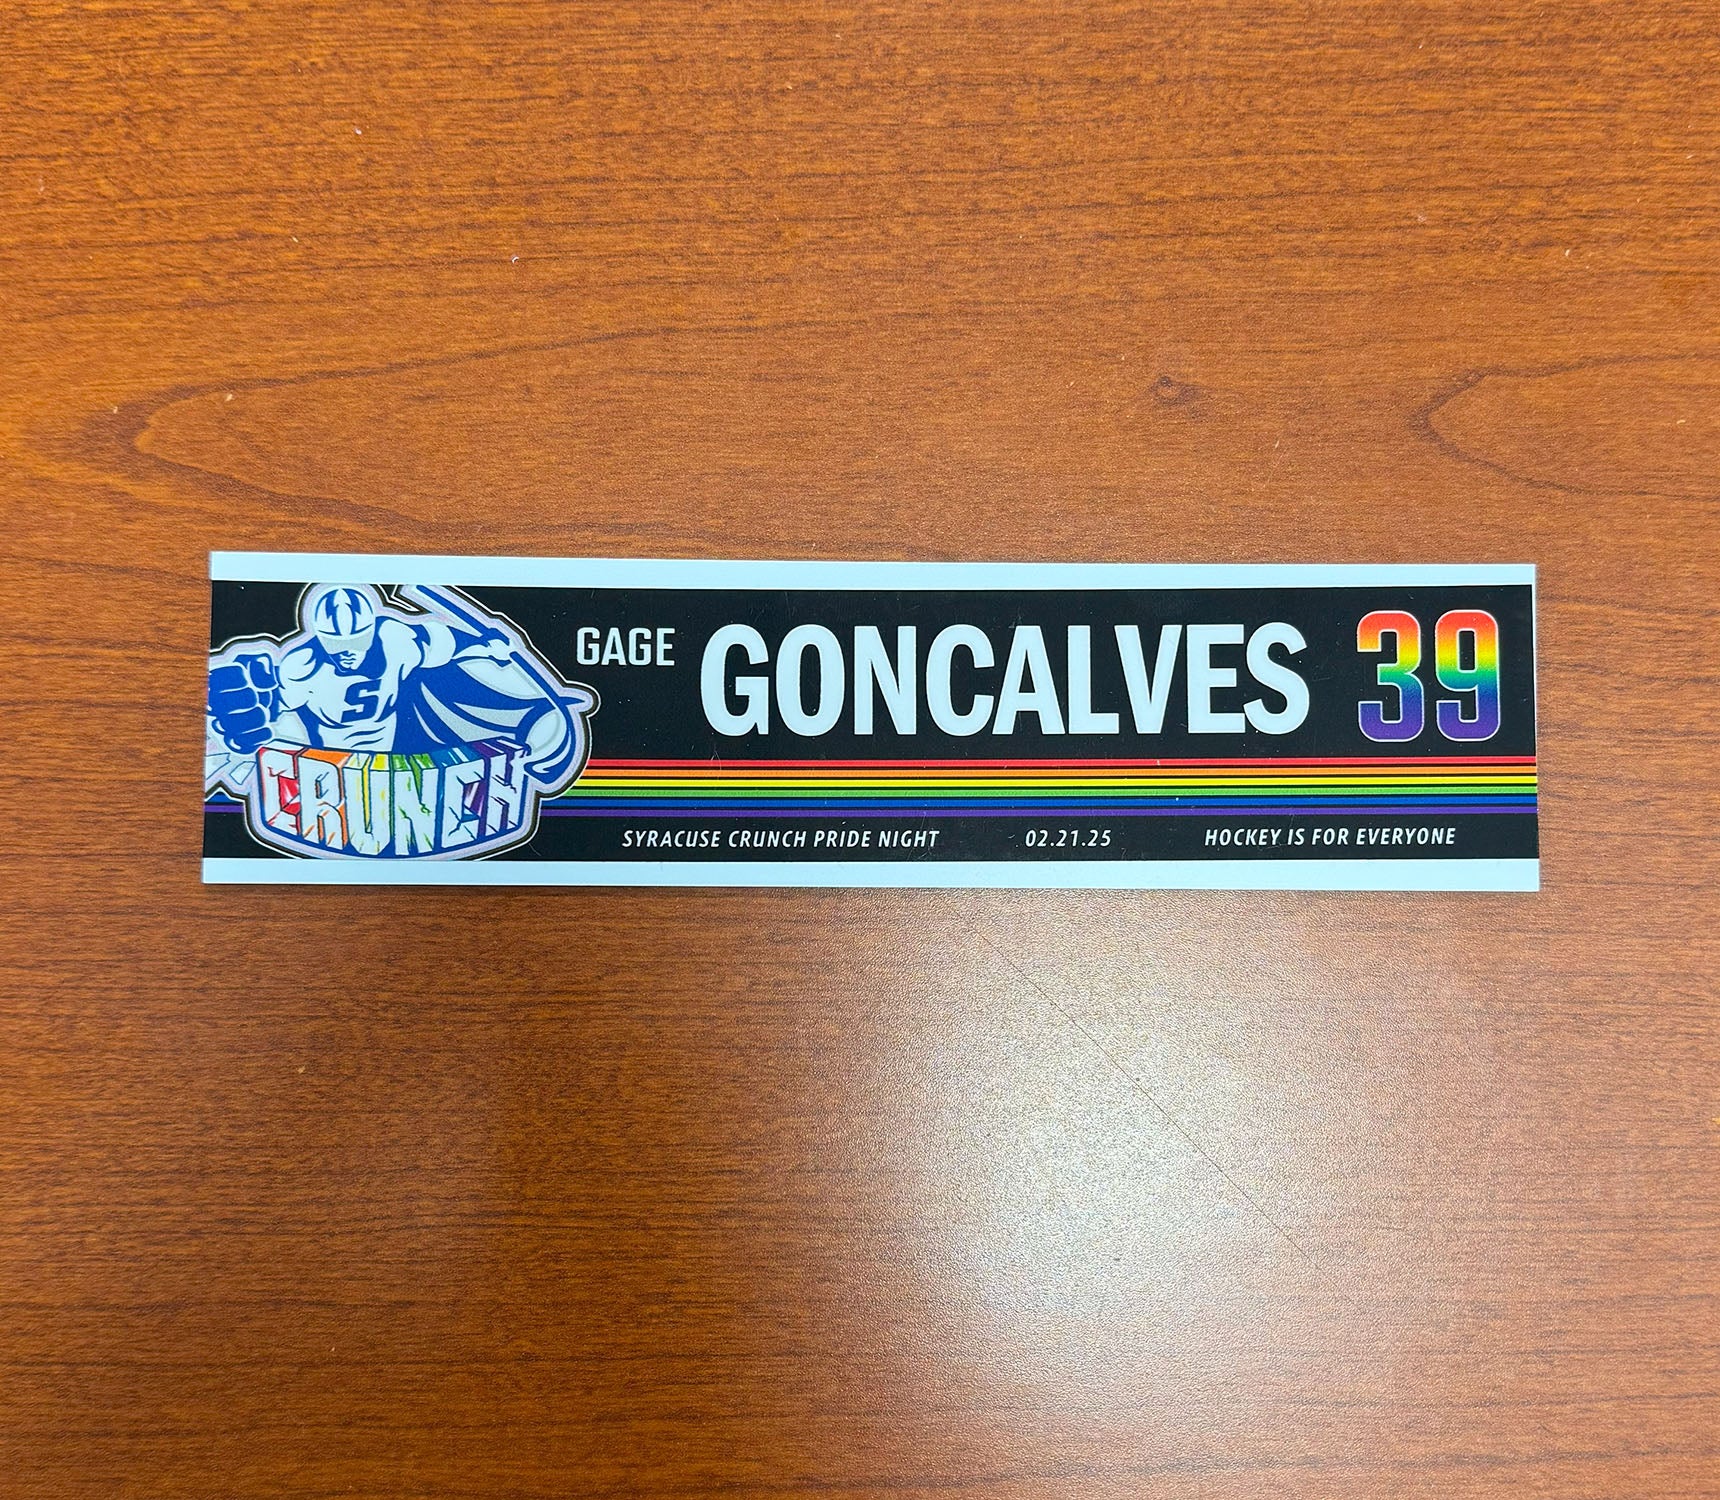 GAGE GONCALVES 39
S
CRUNCH
SYRACUSE CRUNCH PRIDE NIGHT 02.21.25 HOCKEY IS FOR EVERYONE